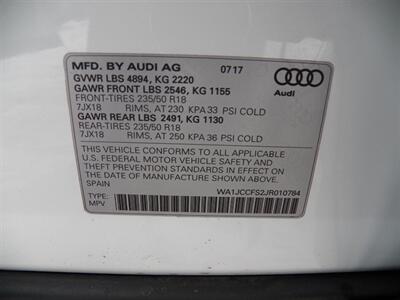 MFD. BY AUDI AG 0717
GVWR LBS 4894, KG 2220
GAWR FRONT LBS 2546, KG 1155
FRONT-TIRES 235/50 R18
7JX18 RIMS, AT 230 KPA 33 PSI COLD
GAWR REAR LBS 2491, KG 1130
REAR-TIRES 235/50 R18
7JX18 RIMS, AT 250 KPA 36 PSI COLD
Audi
THIS VEHICLE CONFORMS TO ALL APPLICABLE
U.S. FEDERAL MOTOR VEHICLE SAFETY AND
THEFT PREVENTION STANDARDS IN EFFECT ON
THE DATE OF MANUFACTURE SHOWN ABOVE.
SPAIN
WA1JCCFS2JR010784
TYPE:
MPV